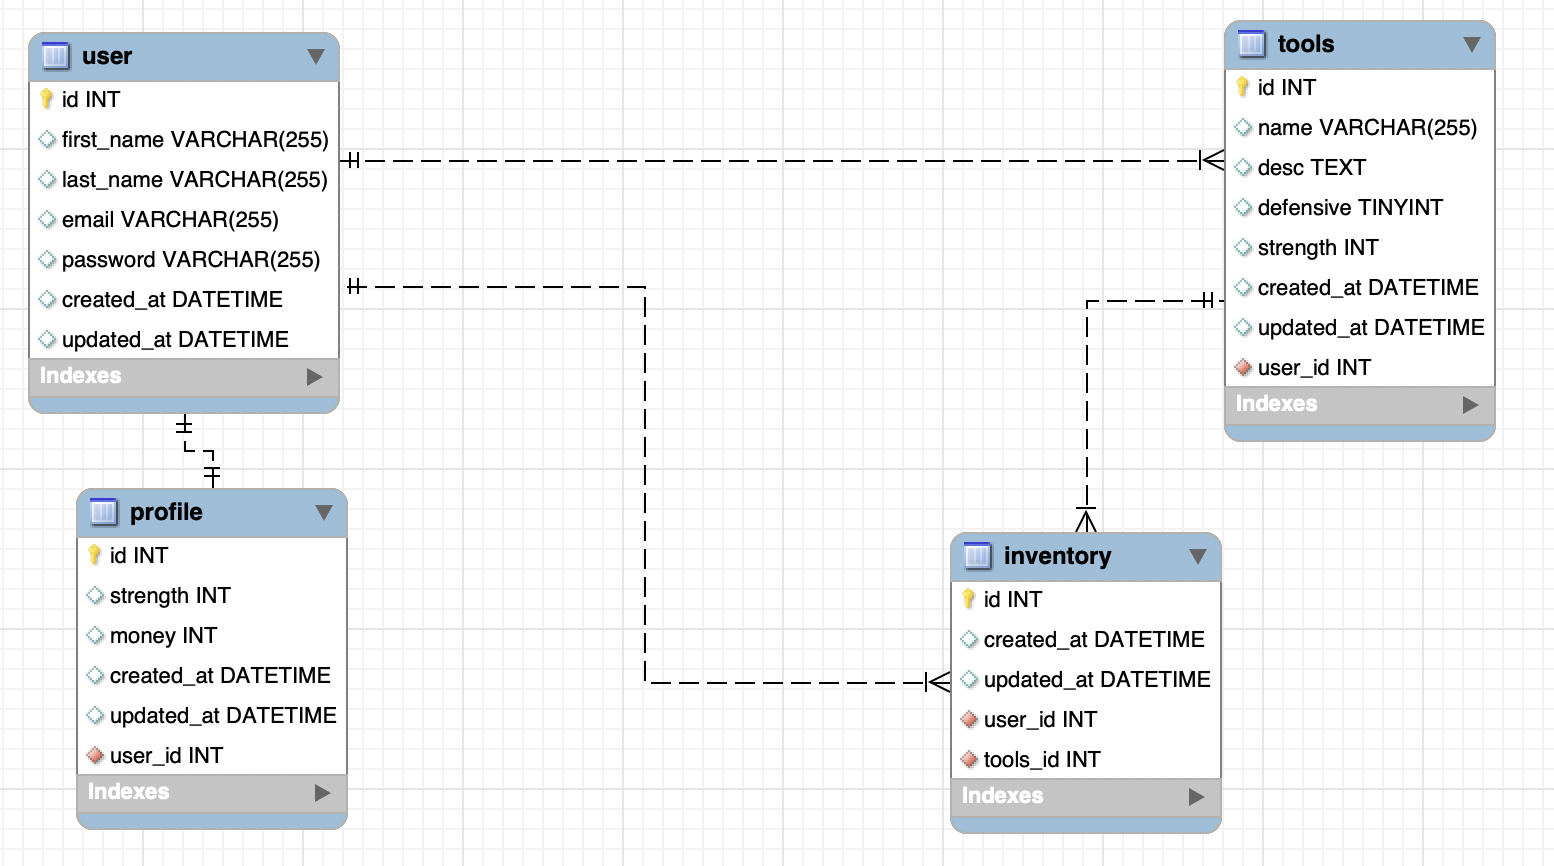 user
id INT
first_name VARCHAR(255)
last_name VARCHAR(255)
email VARCHAR(255)
password VARCHAR(255)
created_at DATETIME
updated_at DATETIME
Indexes
tools
id INT
name VARCHAR(255)
desc TEXT
defensive TINYINT
strength INT
created_at DATETIME
updated_at DATETIME
user_id INT
Indexes
profile
id INT
strength INT
money INT
created_at DATETIME
updated_at DATETIME
user_id INT
Indexes
inventory
id INT
created_at DATETIME
updated_at DATETIME
user_id INT
tools_id INT
Indexes